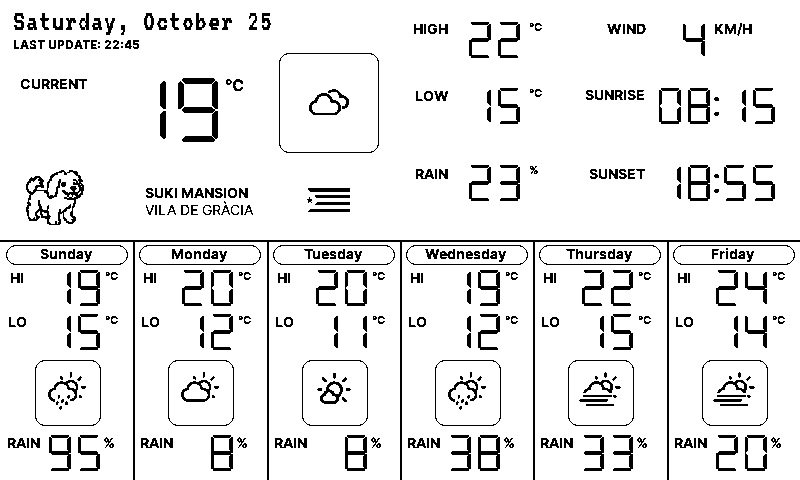 Saturday, October 25
LAST UPDATE: 22:45
CURRENT 19 °C
SUKI MANSION
VILA DE GRÀCIA
HIGH 22 °C
LOW 15 °C
RAIN 23 %
WIND 4 KM/H
SUNRISE 08:15
SUNSET 18:55
Sunday
HI 19 °C
LO 15 °C
RAIN 95 %
Monday
HI 20 °C
LO 12 °C
RAIN 8 %
Tuesday
HI 20 °C
LO 11 °C
RAIN 8 %
Wednesday
HI 19 °C
LO 12 °C
RAIN 38 %
Thursday
HI 22 °C
LO 15 °C
RAIN 33 %
Friday
HI 24 °C
LO 14 °C
RAIN 20 %